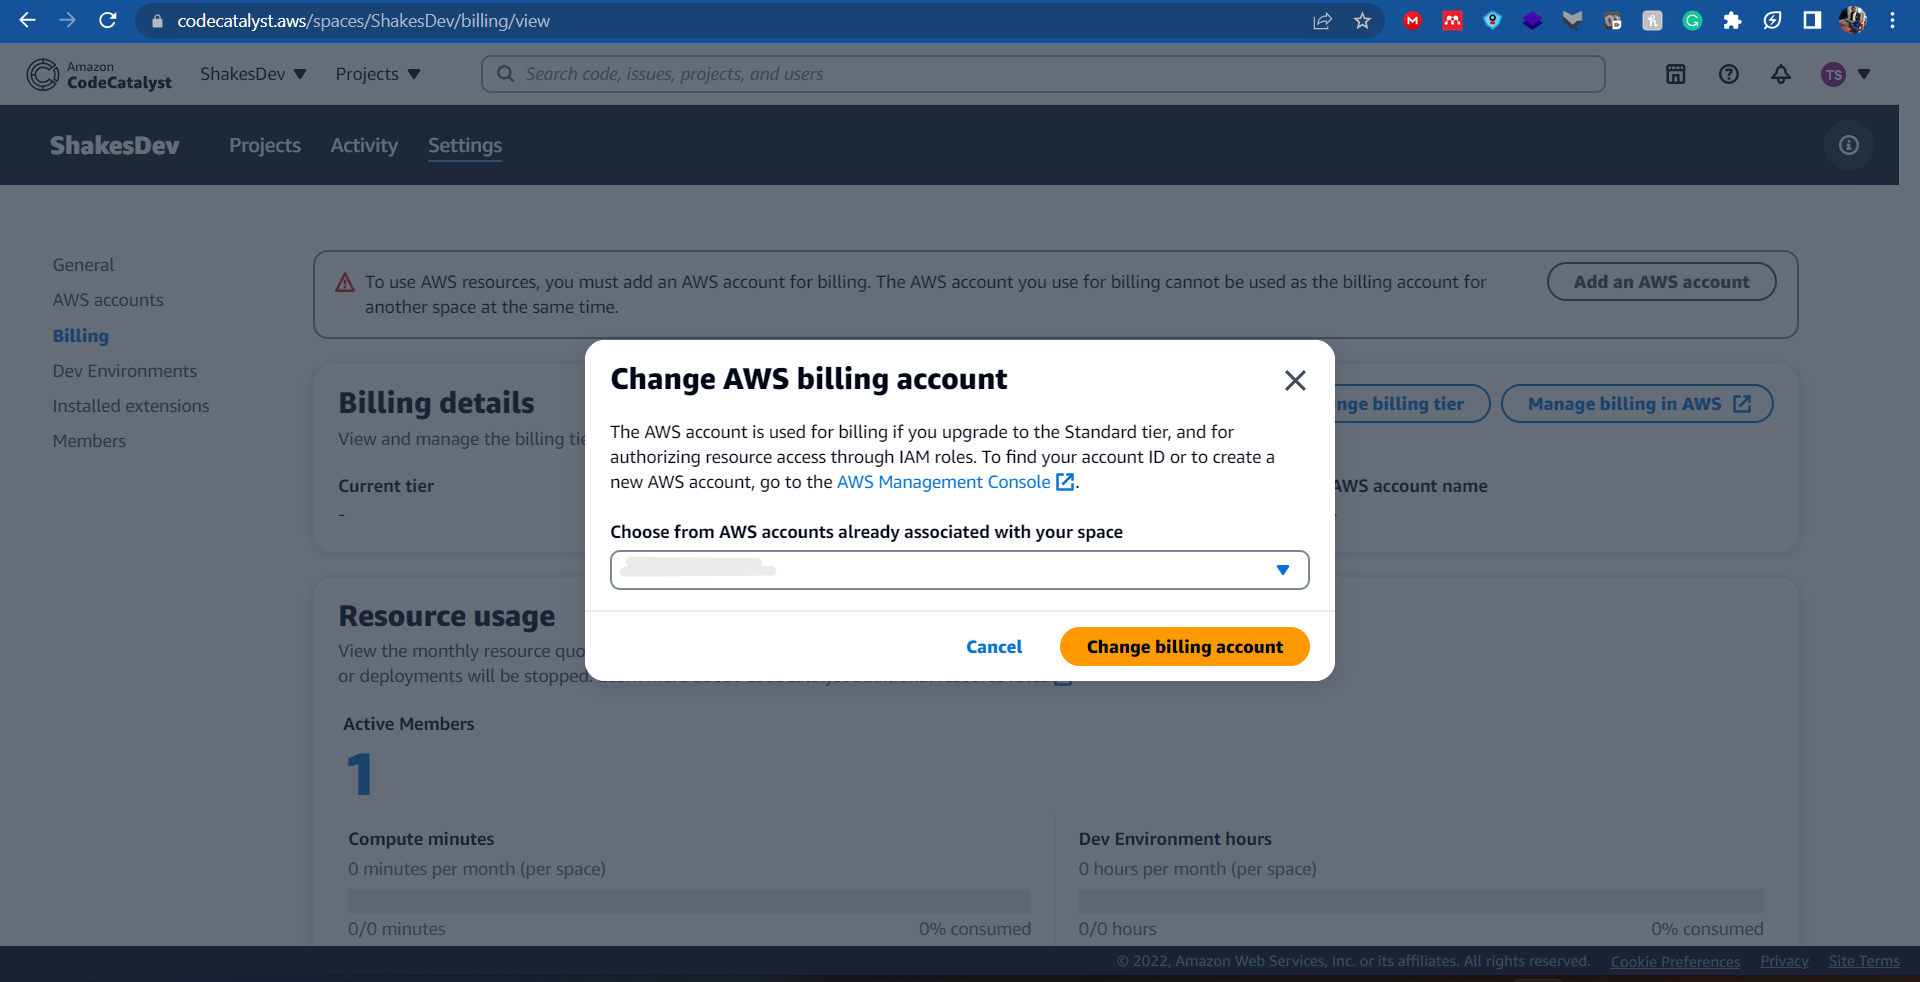 codecatalyst.aws/spaces/ShakesDev/billing/view
Amazon
CodeCatalyst
ShakesDev
Projects
Search code, issues, projects, and users
TS
ShakesDev
Projects
Activity
Settings
General
AWS accounts
Billing
Dev Environments
Installed extensions
Members
To use AWS resources, you must add an AWS account for billing. The AWS account you use for billing cannot be used as the billing account for
another space at the same time.
Add an AWS account
Billing details
View and manage the billing
nge billing tier
Manage billing in AWS
Current tier
-
AWS account name
Change AWS billing account
The AWS account is used for billing if you upgrade to the Standard tier, and for
authorizing resource access through IAM roles. To find your account ID or to create a
new AWS account, go to the AWS Management Console.
Choose from AWS accounts already associated with your space
Cancel
Change billing account
Resource usage
View the monthly resource
or deployments will be stopped.
Active Members
1
Compute minutes
0 minutes per month (per space)
0/0 minutes
0% consumed
Dev Environment hours
0 hours per month (per space)
0/0 hours
0% consumed
© 2022, Amazon Web Services, Inc. or its affiliates. All rights reserved.
Cookie Preferences
Privacy
Site Terms